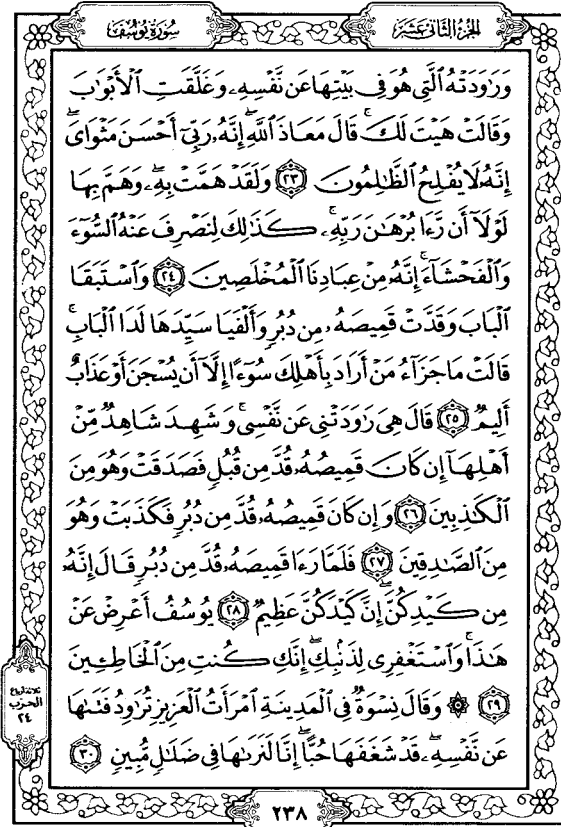 الجزء الثاني عشر
سورة يوسف
وَرَٰوَدَتْهُ ٱلَّتِى هُوَ فِى بَيْتِهَا عَن نَّفْسِهِۦ وَغَلَّقَتِ ٱلْأَبْوَٰبَ
وَقَالَتْ هَيْتَ لَكَ ۚ قَالَ مَعَاذَ ٱللَّهِ ۖ إِنَّهُۥ رَبِّىٓ أَحْسَنَ مَثْوَاىَ ۖ
إِنَّهُۥ لَا يُفْلِحُ ٱلظَّٰلِمُونَ ٢٣ وَلَقَدْ هَمَّتْ بِهِۦ ۖ وَهَمَّ بِهَا
لَوْلَآ أَن رَّءَا بُرْهَٰنَ رَبِّهِۦ ۚ كَذَٰلِكَ لِنَصْرِفَ عَنْهُ ٱلسُّوٓءَ
وَٱلْفَحْشَآءَ ۚ إِنَّهُۥ مِنْ عِبَادِنَا ٱلْمُخْلَصِينَ ٢٤ وَٱسْتَبَقَا
ٱلْبَابَ وَقَدَّتْ قَمِيصَهُۥ مِن دُبُرٍ وَأَلْفَيَا سَيِّدَهَا لَدَا ٱلْبَابِ ۚ
قَالَتْ مَا جَزَآءُ مَنْ أَرَادَ بِأَهْلِكَ سُوٓءًا إِلَّآ أَن يُسْجَنَ أَوْ عَذَابٌ
أَلِيمٌ ٢٥ قَالَ هِىَ رَٰوَدَتْنِى عَن نَّفْسِى ۚ وَشَهِدَ شَاهِدٌ مِّنْ
أَهْلِهَآ إِن كَانَ قَمِيصُهُۥ قُدَّ مِن قُبُلٍ فَصَدَقَتْ وَهُوَ مِنَ
ٱلْكَٰذِبِينَ ٢٦ وَإِن كَانَ قَمِيصُهُۥ قُدَّ مِن دُبُرٍ فَكَذَبَتْ وَهُوَ
مِنَ ٱلصَّٰدِقِينَ ٢٧ فَلَمَّا رَءَا قَمِيصَهُۥ قُدَّ مِن دُبُرٍ قَالَ إِنَّهُۥ
مِن كَيْدِكُنَّ ۖ إِنَّ كَيْدَكُنَّ عَظِيمٌ ٢٨ يُوسُفُ أَعْرِضْ عَنْ
هَٰذَا ۚ وَٱسْتَغْفِرِى لِذَنۢبِكِ ۖ إِنَّكِ كُنتِ مِنَ ٱلْخَاطِـِٔينَ
٢٩ ۞ وَقَالَ نِسْوَةٌ فِى ٱلْمَدِينَةِ ٱمْرَأَتُ ٱلْعَزِيزِ تُرَٰوِدُ فَتَىٰهَا
عَن نَّفْسِهِۦ ۖ قَدْ شَغَفَهَا حُبًّا ۖ إِنَّا لَنَرَىٰهَا فِى ضَلَٰلٍ مُّبِينٍ ٣٠
ثلاثة أرباع
الحزب
٢٤
٢٣٨